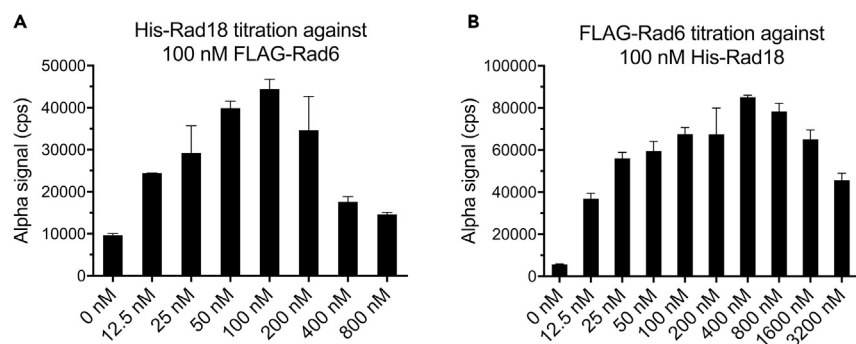 A
His-Rad18 titration against
100 nM FLAG-Rad6
Alpha signal (cps)
50000
40000
30000
20000
10000
0
0 nM
12.5 nM
25 nM
50 nM
100 nM
200 nM
400 nM
800 nM
B
FLAG-Rad6 titration against
100 nM His-Rad18
Alpha signal (cps)
100000
80000
60000
40000
20000
0
0 nM
12.5 nM
25 nM
50 nM
100 nM
200 nM
400 nM
800 nM
1600 nM
3200 nM